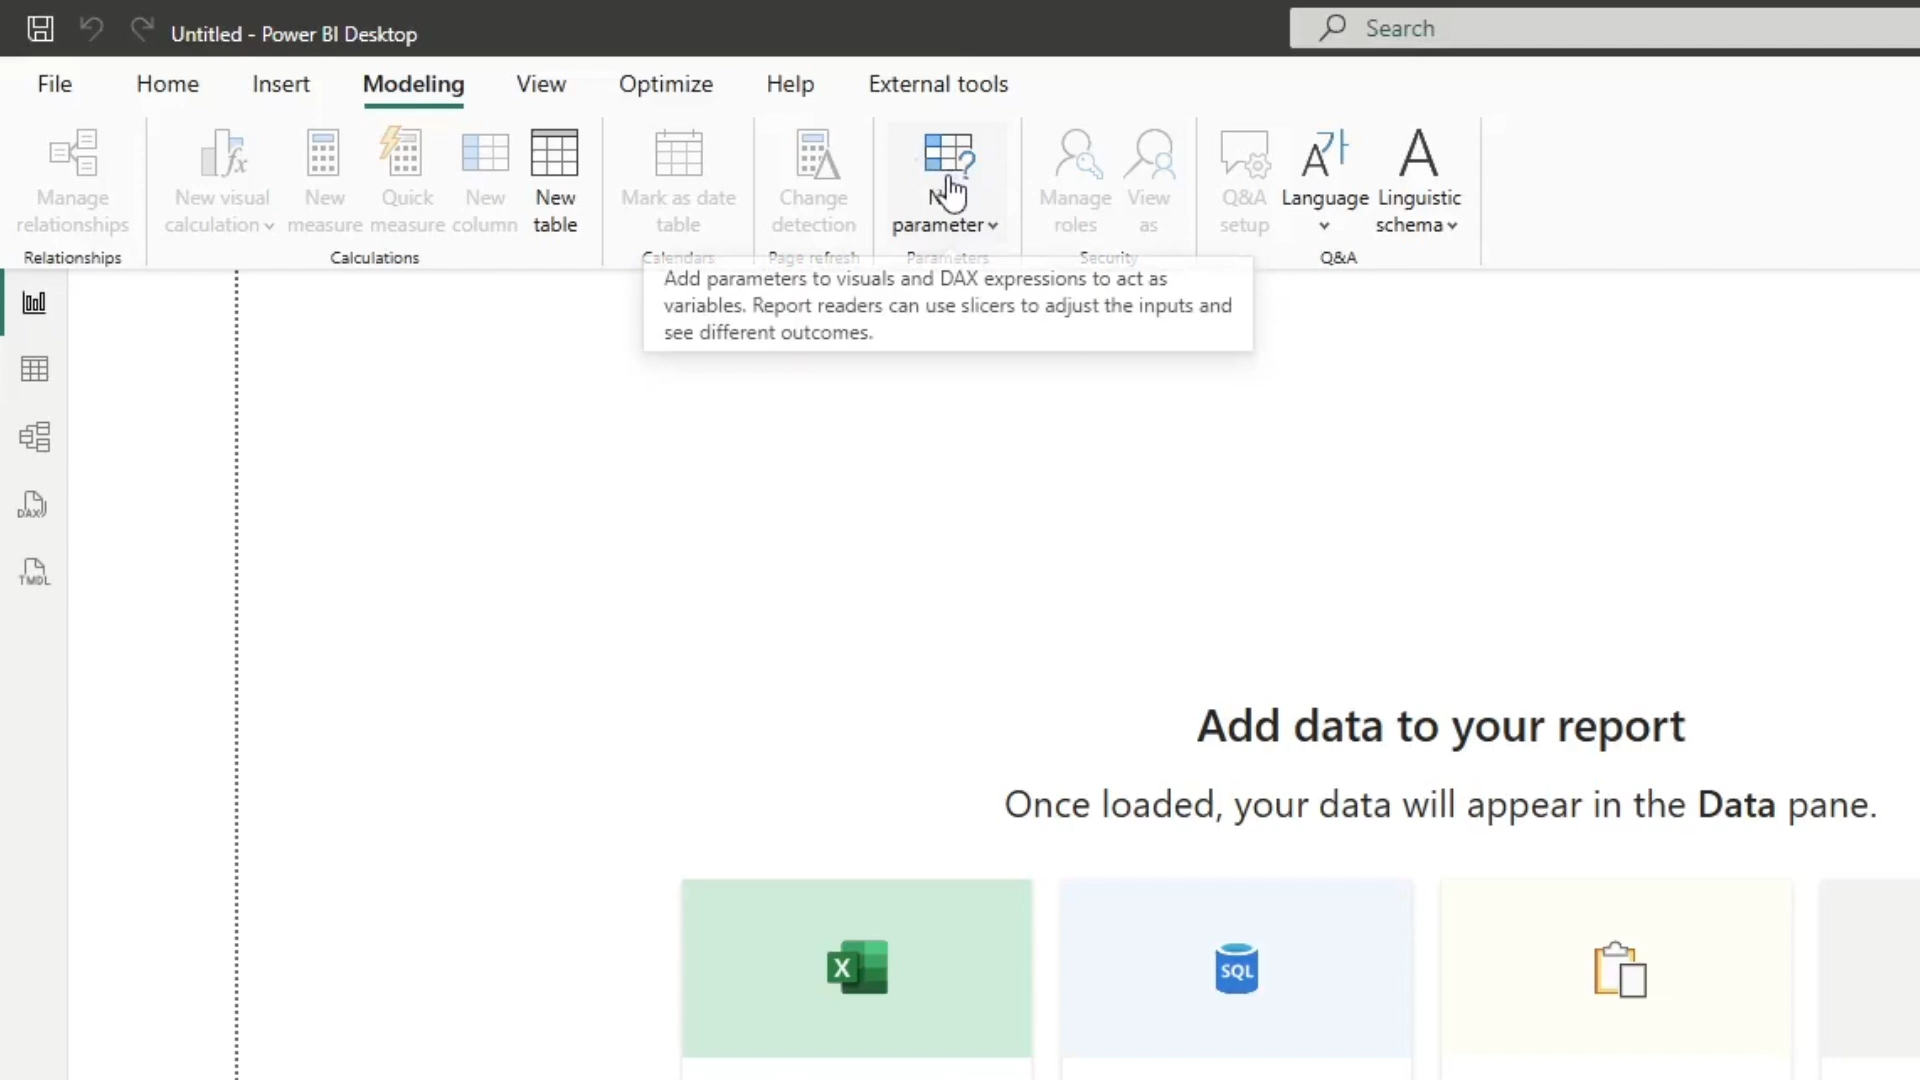 Untitled - Power BI Desktop
Search
File Home Insert Modeling View Optimize Help External tools
Manage relationships
New visual calculation
New measure
Quick measure
New column
New table
Mark as date table
Change detection
parameter
Manage roles
View as
Q&A setup
Language
Linguistic schema
Relationships
Calculations
Calendars
Page refresh
Parameters
Security
Q&A
Add parameters to visuals and DAX expressions to act as
variables. Report readers can use slicers to adjust the inputs and
see different outcomes.
DAX
TMDL
Add data to your report
Once loaded, your data will appear in the Data pane.
X
SQL